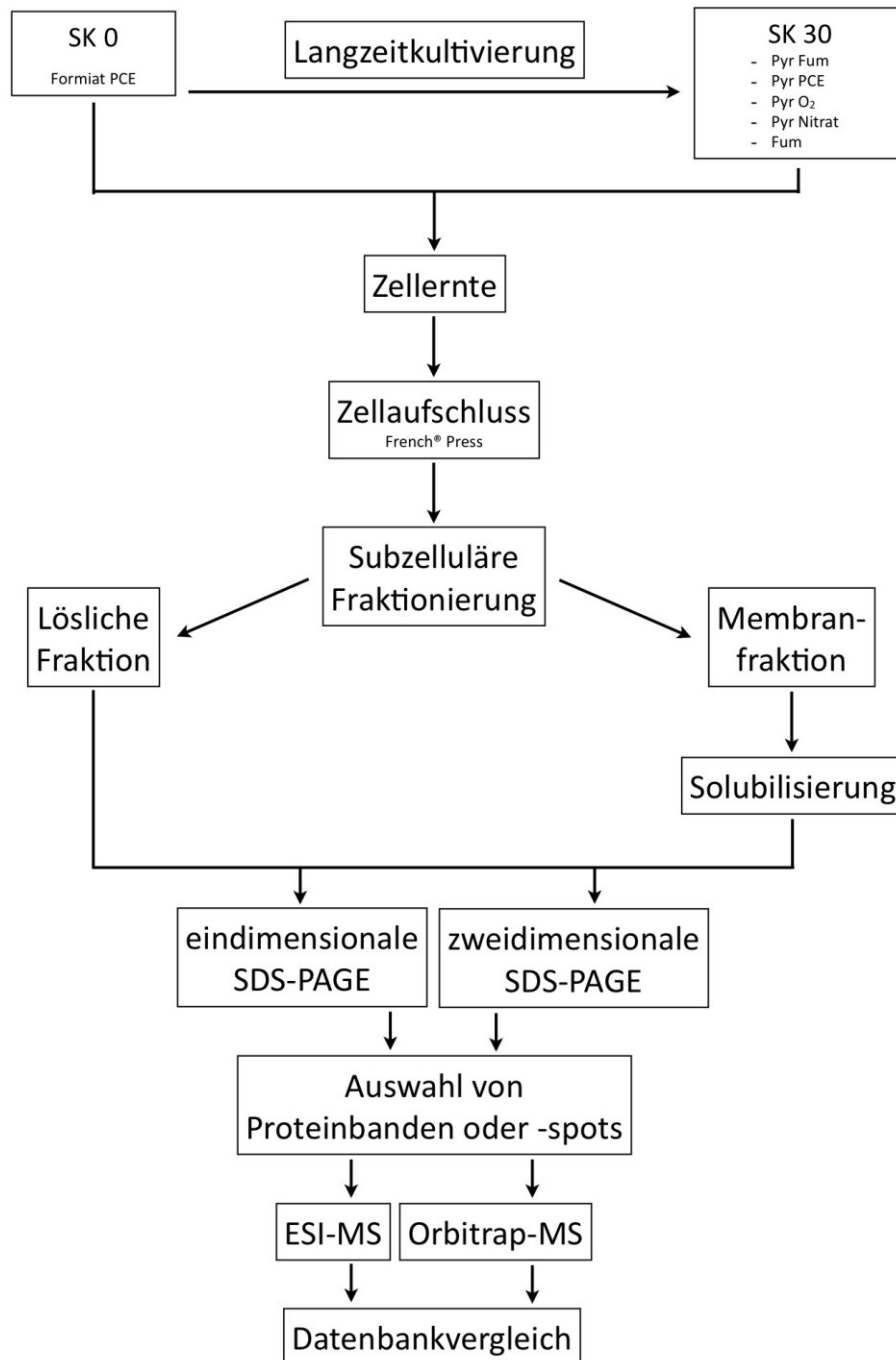 SK 0
Formiat PCE
Langzeitkultivierung
SK 30
- Pyr Fum
- Pyr PCE
- Pyr O₂
- Pyr Nitrat
- Fum
Zellernte
Zellaufschluss
French® Press
Subzelluläre
Fraktionierung
Lösliche
Fraktion
Membran-
fraktion
Solubilisierung
eindimensionale
SDS-PAGE
zweidimensionale
SDS-PAGE
Auswahl von
Proteinbanden oder -spots
ESI-MS
Orbitrap-MS
Datenbankvergleich